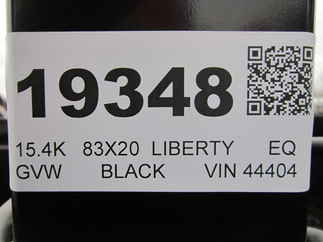 19348
15.4K 83X20 LIBERTY EQ
GVW BLACK VIN 44404